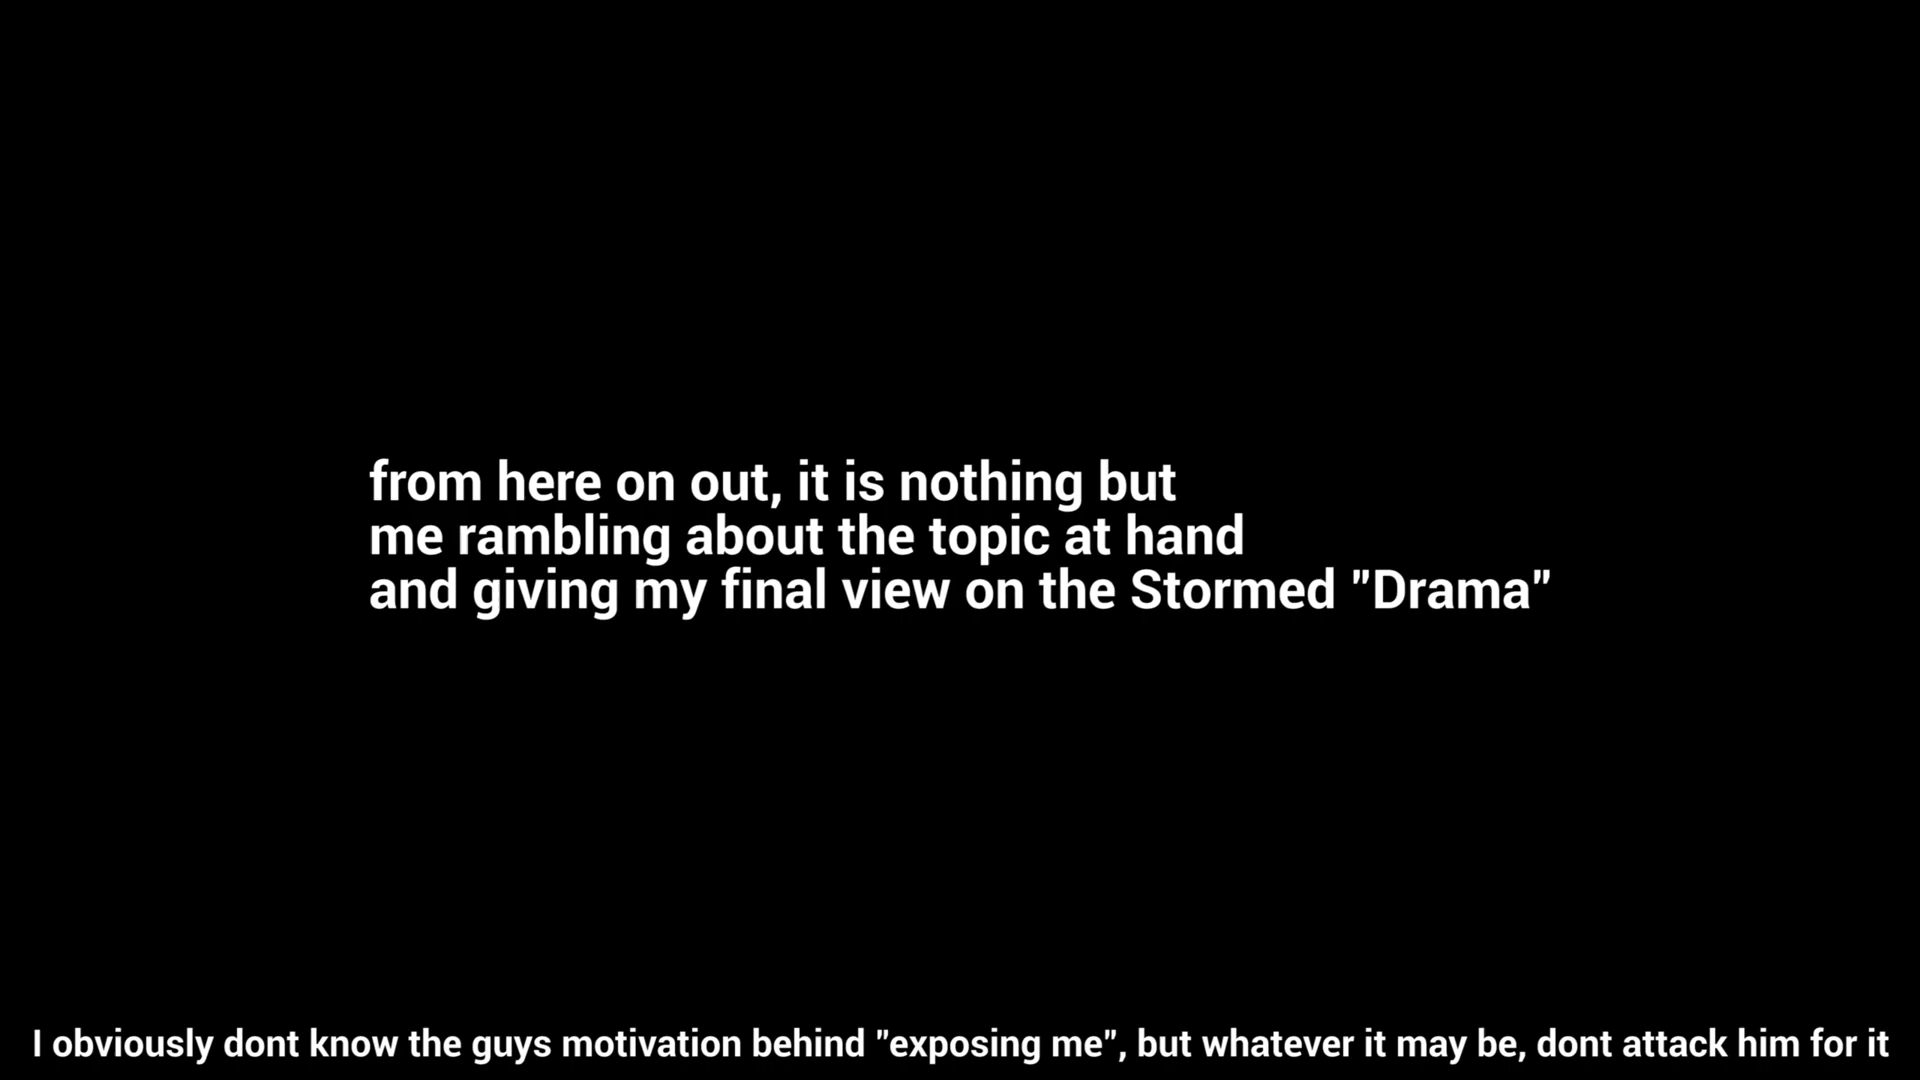 from here on out, it is nothing but
me rambling about the topic at hand
and giving my final view on the Stormed "Drama"
I obviously dont know the guys motivation behind "exposing me", but whatever it may be, dont attack him for it